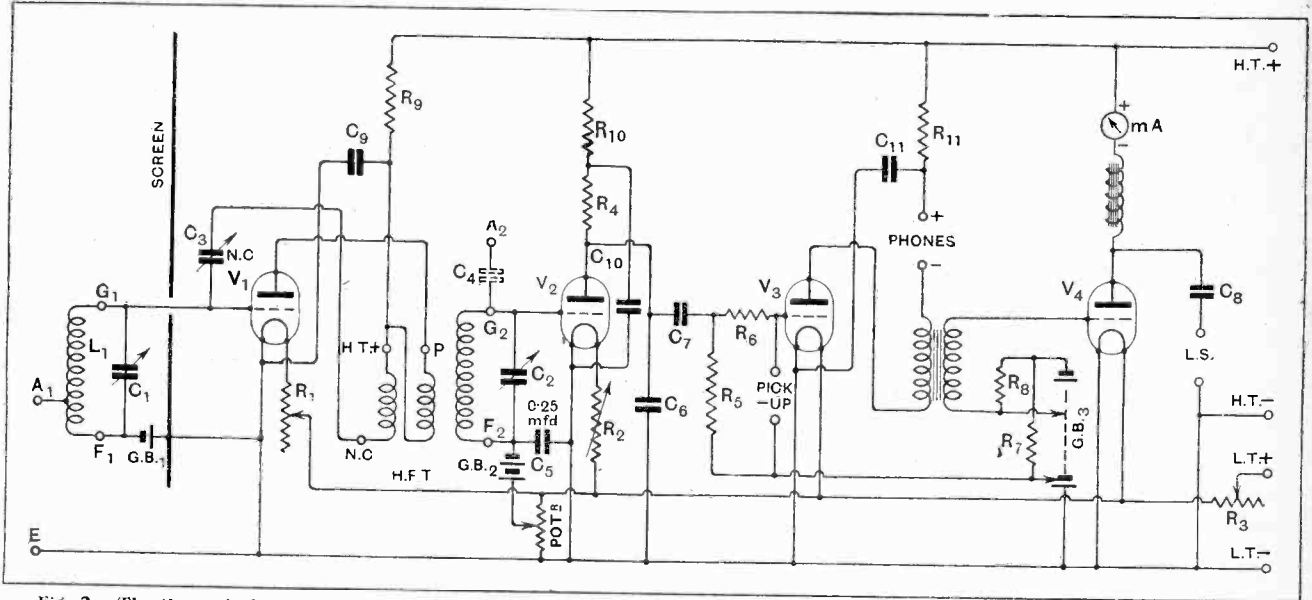 H.T.+
R9
C9
SCREEN
R10
C11
R11
+
mA
-
C3
N.C
V1
A2
C4
R4
C10
V2
V3
+
PHONES
-
V4
C8
G1
G2
L1
C1
A1
F1
G.B.1
R1
H T.+
P
N.C
H.F T
C2
F2
0·25
mfd
C5
G.B.2
POTR
R2
C6
C7
R6
R5
PICK
-UP
R8
R7
G.B.3
L.S.
H.T.-
L.T.+
R3
E
L.T.-